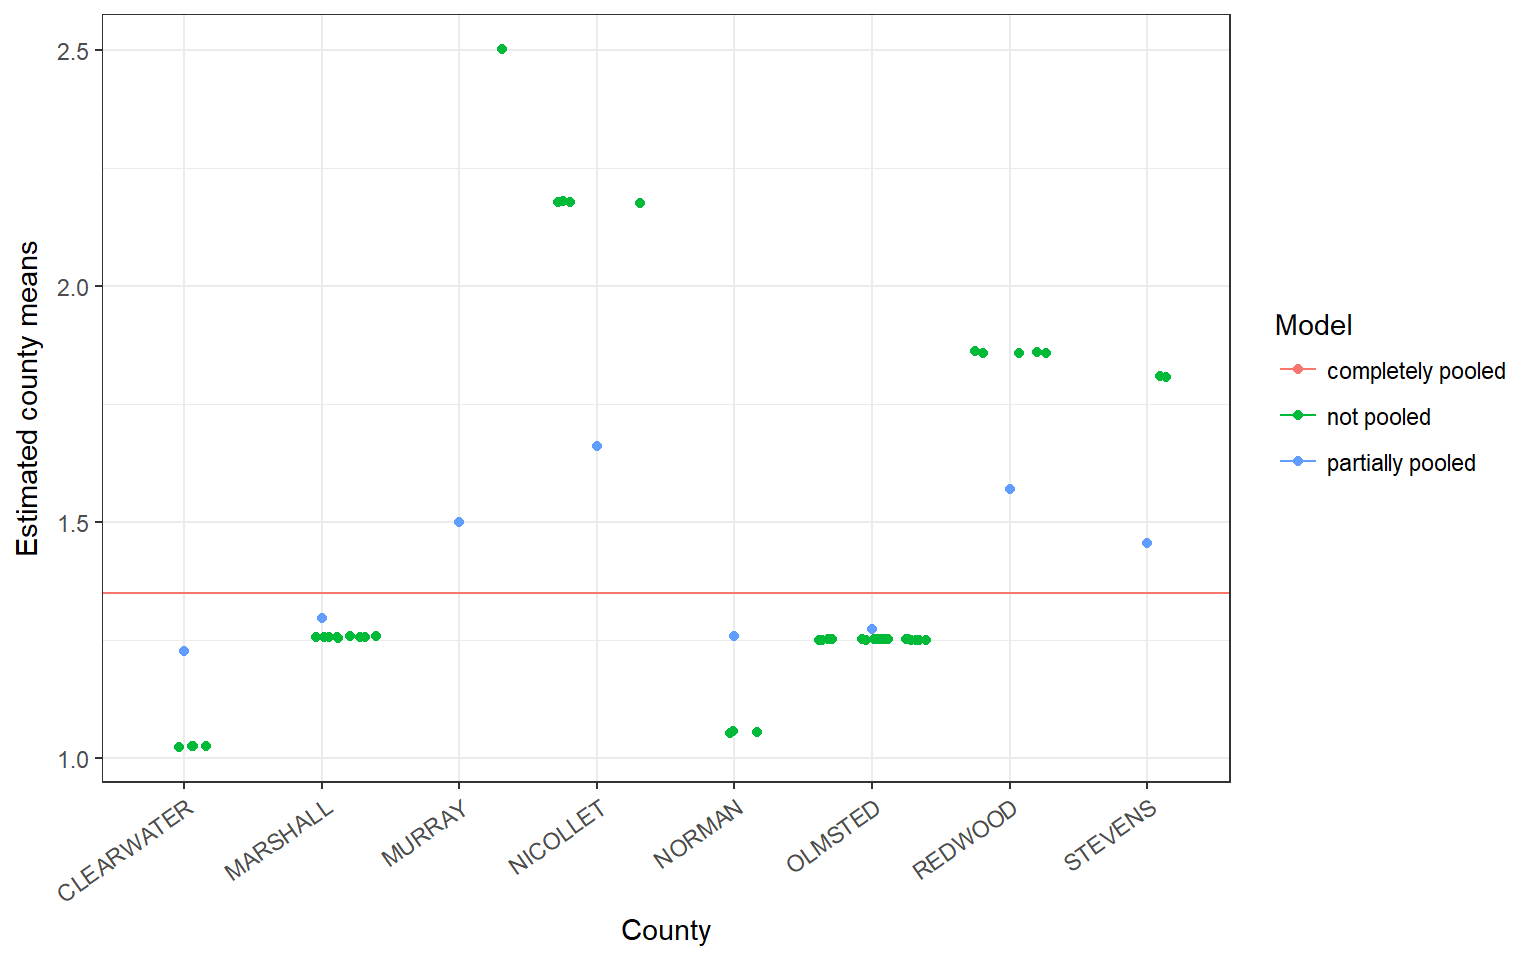 Estimated county means
2.5
2.0
1.5
1.0
CLEARWATER
MARSHALL
MURRAY
NICOLLET
NORMAN
OLMSTED
REDWOOD
STEVENS
County
Model
completely pooled
not pooled
partially pooled